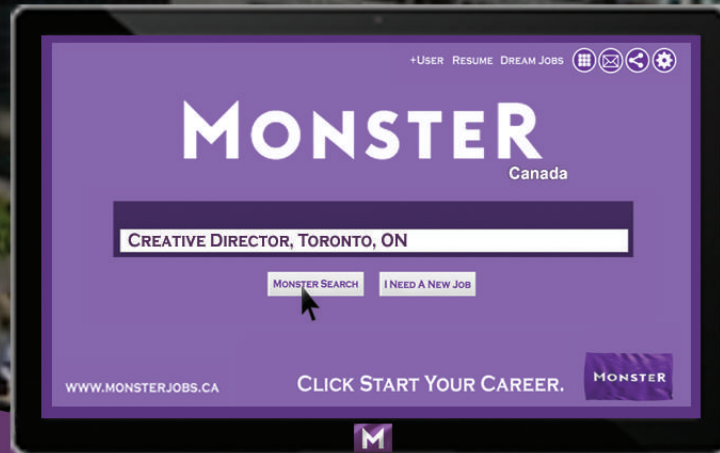 +User Resume Dream Jobs
MonsteR
Canada
Creative Director, Toronto, ON
Monster Search
I Need A New Job
www.monsterjobs.ca
Click Start Your Career.
MonsteR
M